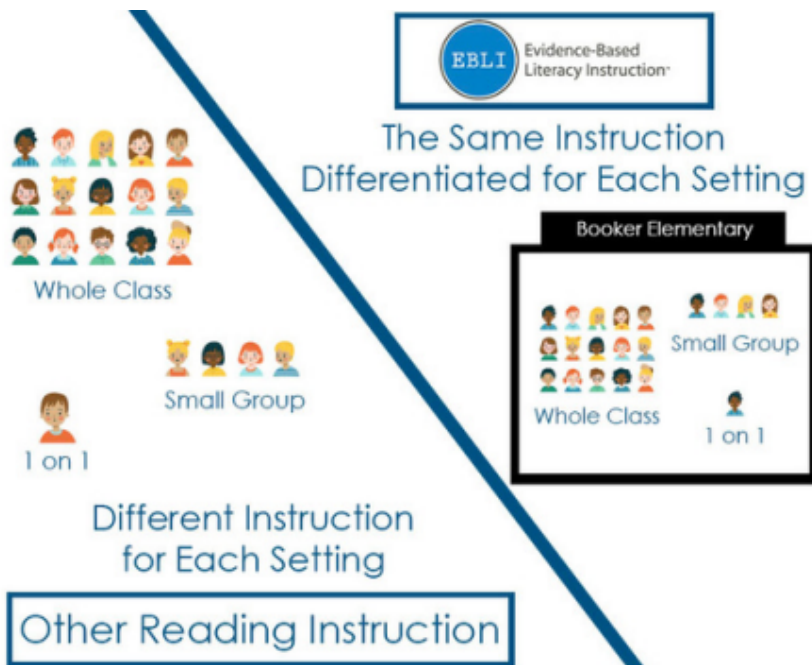 EBLI
Evidence-Based
Literacy Instruction™
The Same Instruction
Differentiated for Each Setting
Booker Elementary
Small Group
Whole Class
1 on 1
Whole Class
Small Group
1 on 1
Different Instruction
for Each Setting
Other Reading Instruction